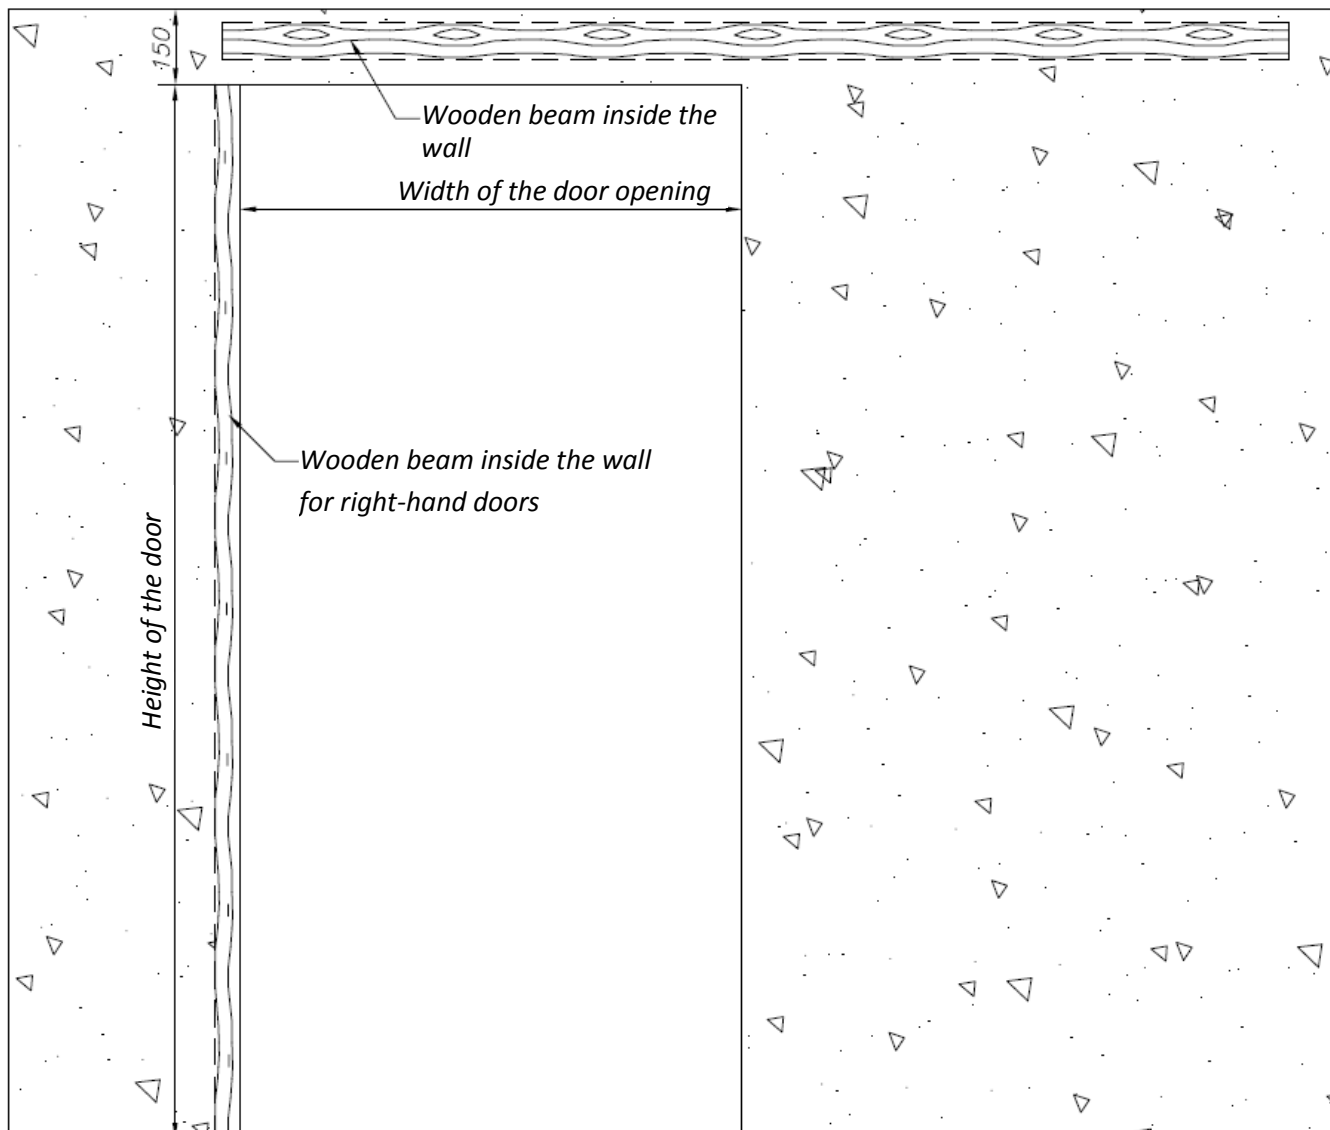 150
Wooden beam inside the
wall
Width of the door opening
Wooden beam inside the wall
for right-hand doors
Height of the door